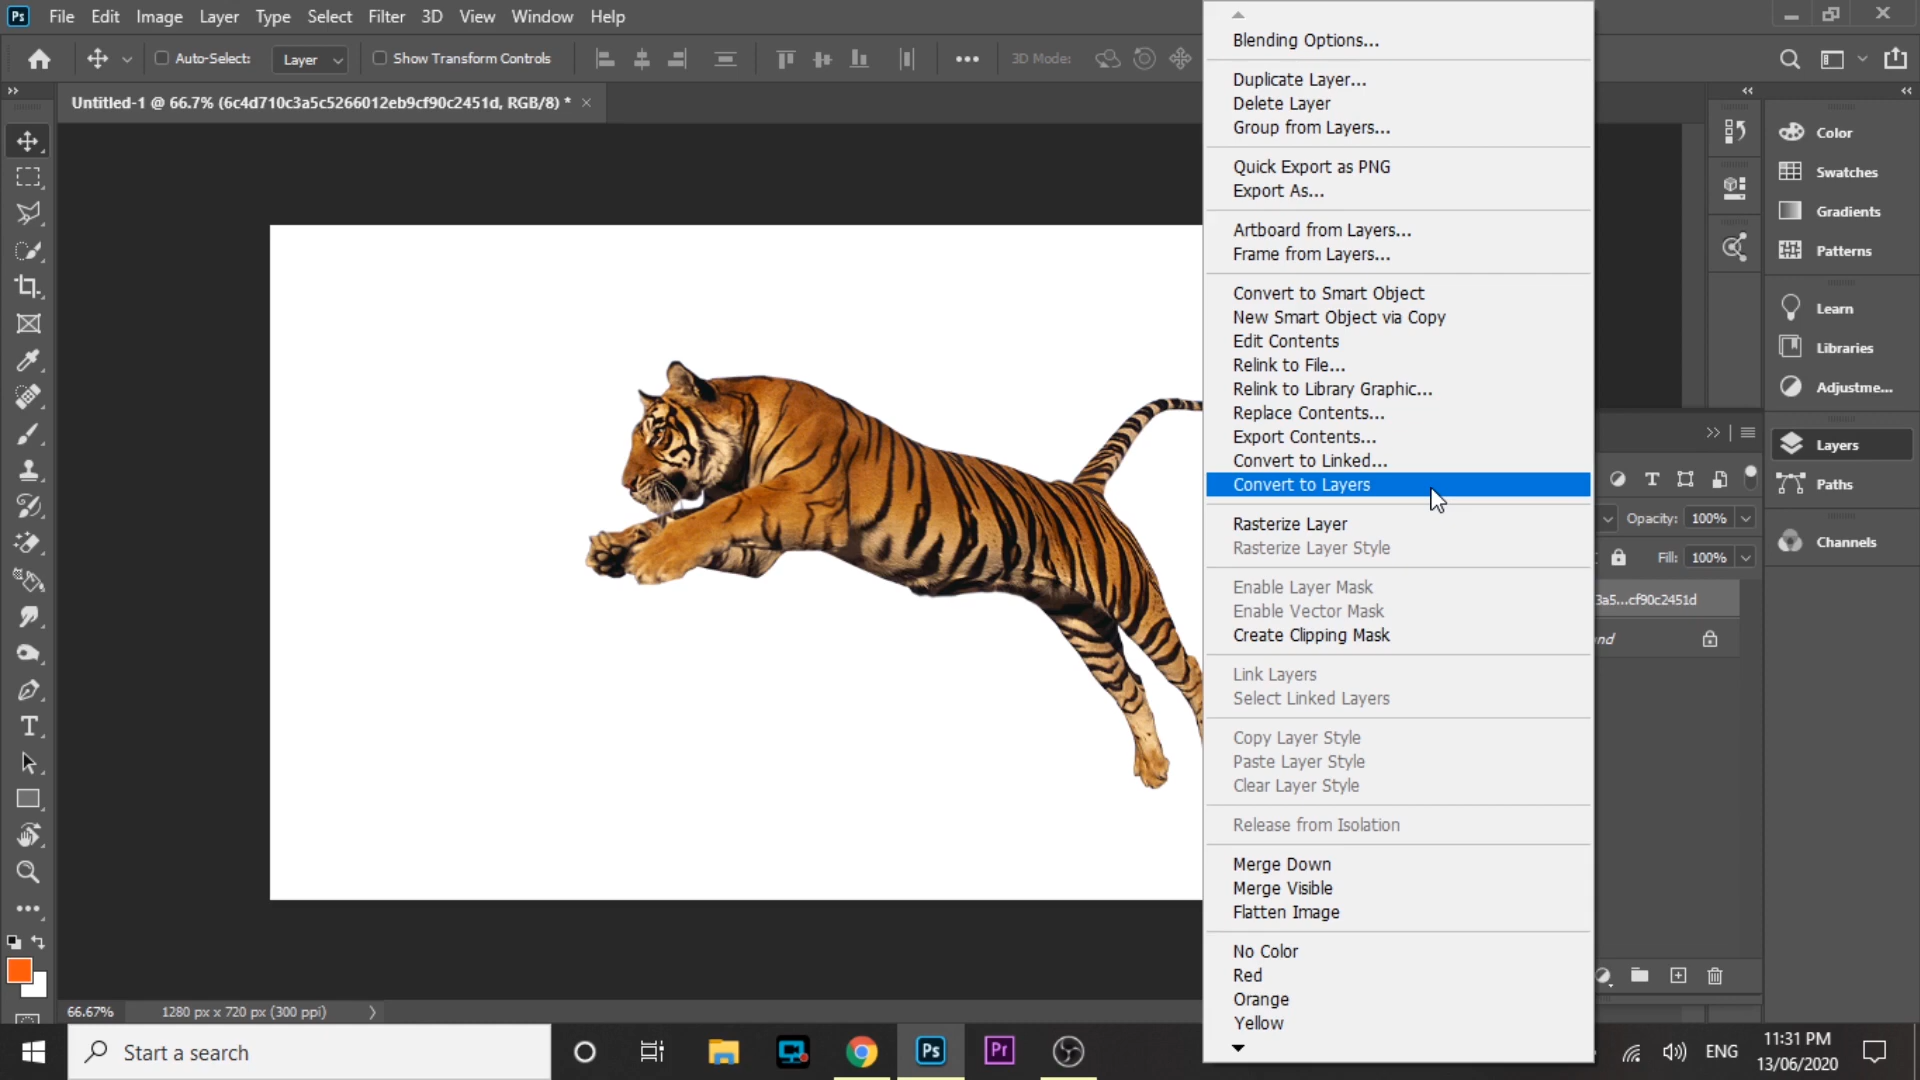 Ps File Edit Image Layer Type Select Filter 3D View Window Help
Auto-Select: Layer Show Transform Controls 3D Mode:
Untitled-1 @ 66.7% (6c4d710c3a5c5266012eb9cf90c2451d, RGB/8) *
Blending Options...
Duplicate Layer...
Delete Layer
Group from Layers...
Quick Export as PNG
Export As...
Artboard from Layers...
Frame from Layers...
Convert to Smart Object
New Smart Object via Copy
Edit Contents
Relink to File...
Relink to Library Graphic...
Replace Contents...
Export Contents...
Convert to Linked...
Convert to Layers
Rasterize Layer
Rasterize Layer Style
Enable Layer Mask
Enable Vector Mask
Create Clipping Mask
Link Layers
Select Linked Layers
Copy Layer Style
Paste Layer Style
Clear Layer Style
Release from Isolation
Merge Down
Merge Visible
Flatten Image
No Color
Red
Orange
Yellow
Color
Swatches
Gradients
Patterns
Learn
Libraries
Adjustme...
Layers
Paths
Channels
Opacity: 100%
Fill: 100%
3a5...cf90c2451d
nd
66.67% 1280 px x 720 px (300 ppi)
Start a search
Ps
Pr
ENG
11:31 PM
13/06/2020